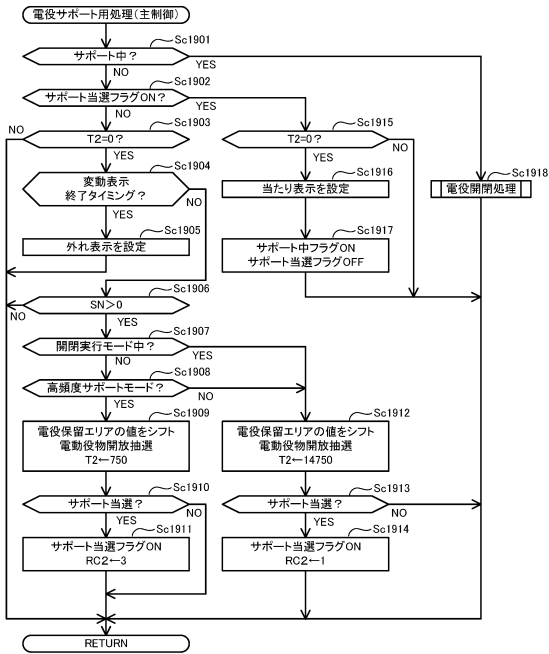 電役サポート用処理(主制御)
Sc1901
サポート中？
YES
NO
Sc1902
サポート当選フラグON？
YES
NO
Sc1903
T2=0？
NO
YES
Sc1904
変動表示
終了タイミング？
NO
YES
Sc1905
外れ表示を設定
Sc1915
T2=0？
NO
YES
Sc1916
当たり表示を設定
Sc1917
サポート中フラグON
サポート当選フラグOFF
Sc1918
電役開閉処理
Sc1906
SN＞0
NO
YES
Sc1907
開閉実行モード中？
YES
NO
Sc1908
高頻度サポートモード？
NO
YES
Sc1909
電役保留エリアの値をシフト
電動役物開放抽選
T2←750
Sc1910
サポート当選？
NO
YES
Sc1911
サポート当選フラグON
RC2←3
Sc1912
電役保留エリアの値をシフト
電動役物開放抽選
T2←14750
Sc1913
サポート当選？
NO
YES
Sc1914
サポート当選フラグON
RC2←1
RETURN